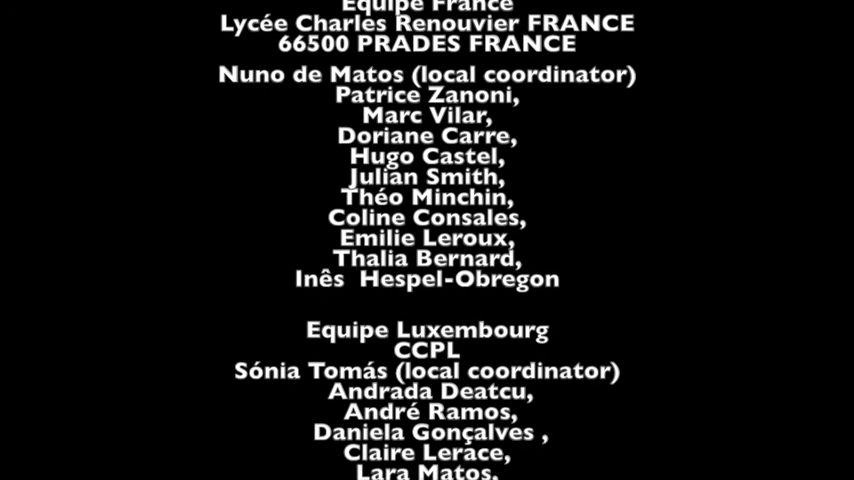 Equipe France
Lycée Charles Renouvier FRANCE
66500 PRADES FRANCE
Nuno de Matos (local coordinator)
Patrice Zanoni,
Marc Vilar,
Doriane Carre,
Hugo Castel,
Julian Smith,
Théo Minchin,
Coline Consales,
Emilie Leroux,
Thalia Bernard,
Inês  Hespel-Obregon
Equipe Luxembourg
CCPL
Sónia Tomás (local coordinator)
Andrada Deatcu,
André Ramos,
Daniela Gonçalves ,
Claire Lerace,
Lara Matos,